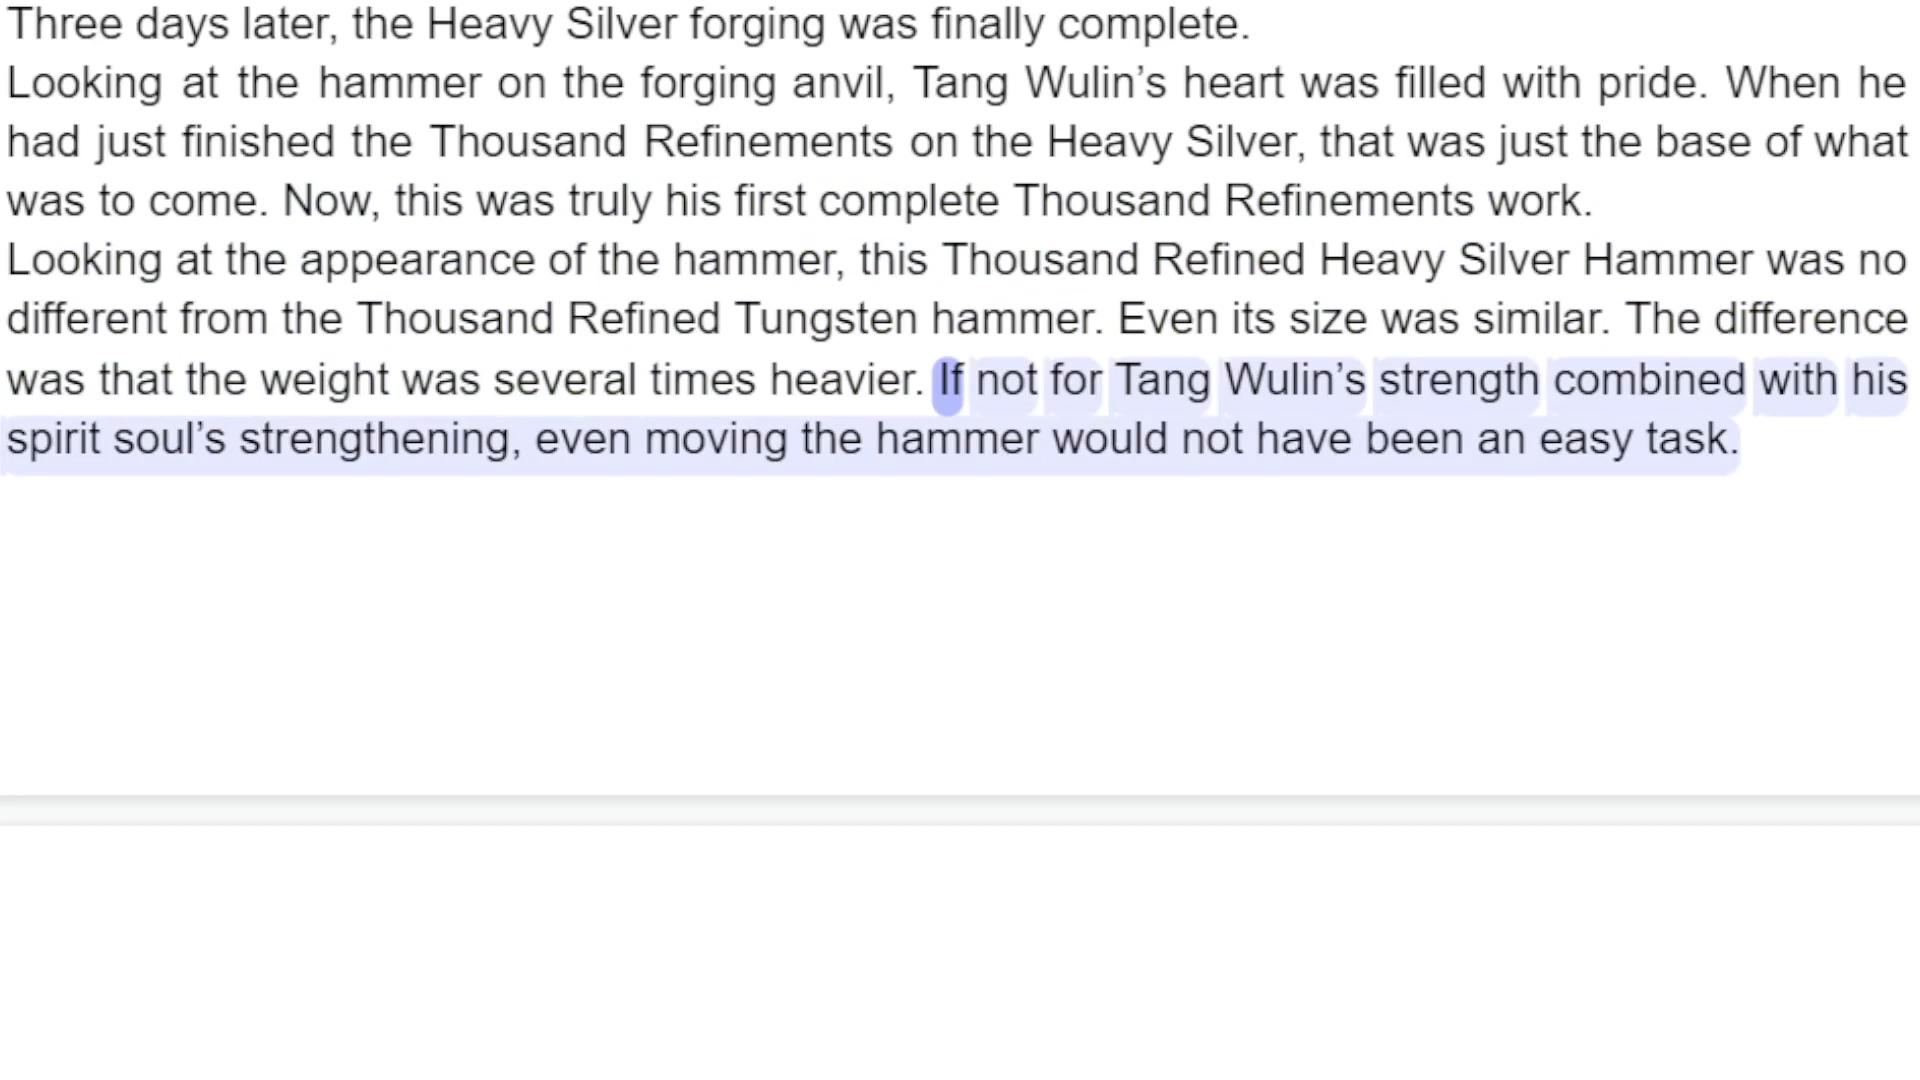 Three days later, the Heavy Silver forging was finally complete.
Looking at the hammer on the forging anvil, Tang Wulin’s heart was filled with pride. When he
had just finished the Thousand Refinements on the Heavy Silver, that was just the base of what
was to come. Now, this was truly his first complete Thousand Refinements work.
Looking at the appearance of the hammer, this Thousand Refined Heavy Silver Hammer was no
different from the Thousand Refined Tungsten hammer. Even its size was similar. The difference
was that the weight was several times heavier. If not for Tang Wulin’s strength combined with his
spirit soul’s strengthening, even moving the hammer would not have been an easy task.